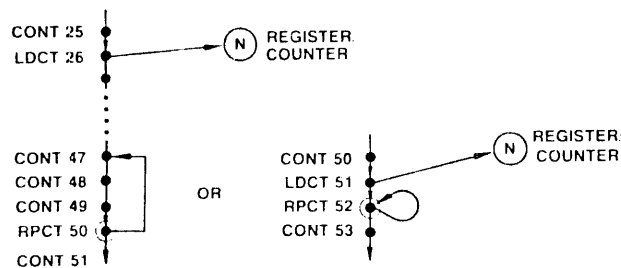 CONT 25
LDCT 26
N
REGISTER
COUNTER
CONT 47
CONT 48
CONT 49
RPCT 50
CONT 51
OR
CONT 50
LDCT 51
RPCT 52
CONT 53
N
REGISTER
COUNTER